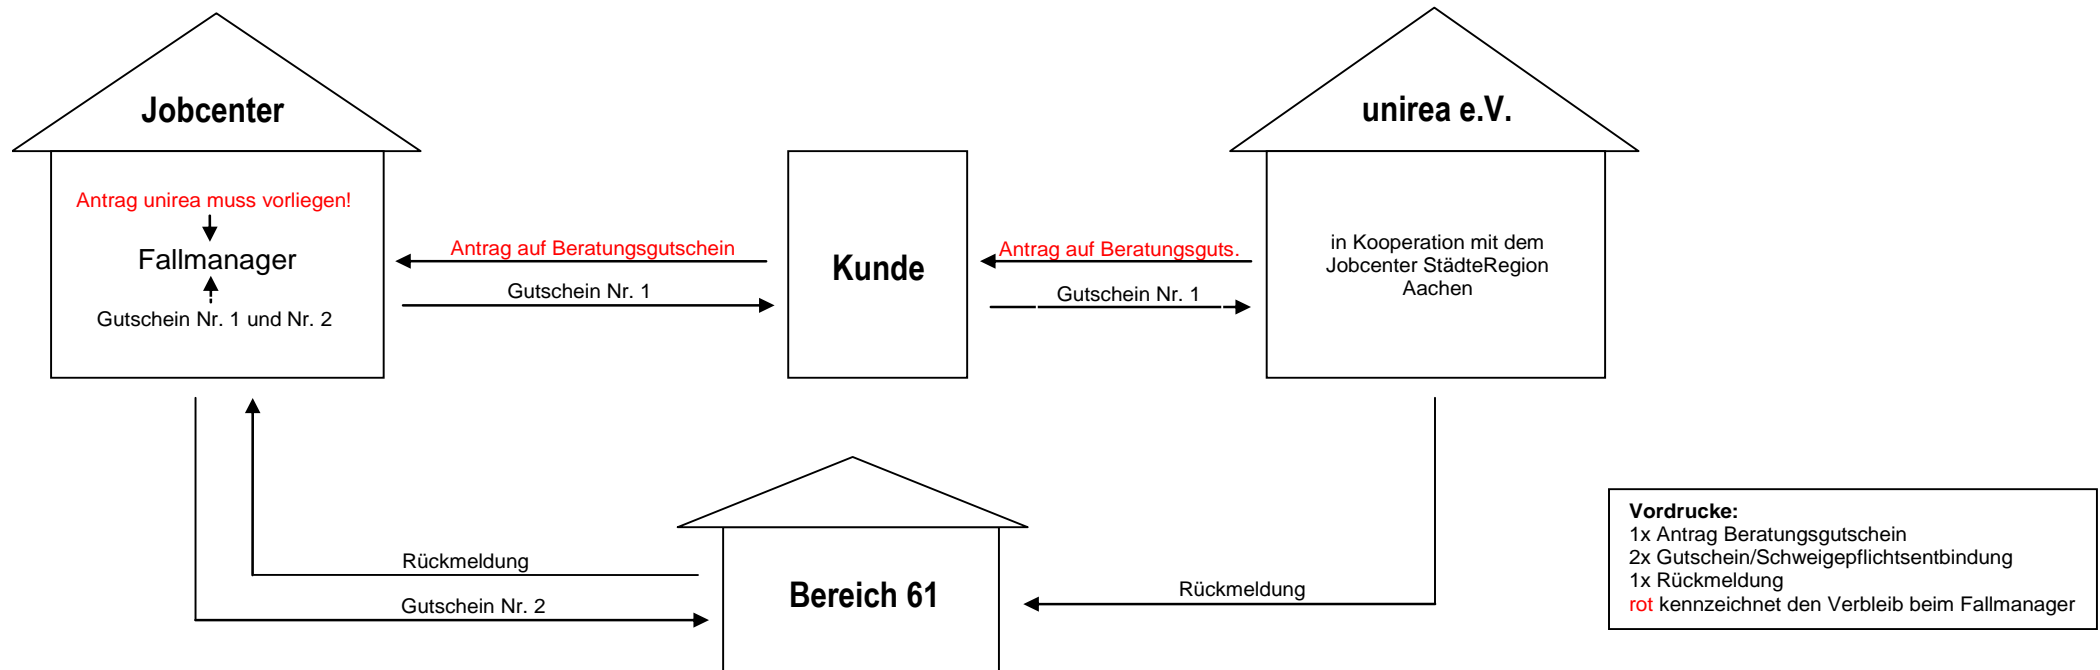 Jobcenter
unirea e.V.
Antrag unirea muss vorliegen!
Fallmanager
Gutschein Nr. 1 und Nr. 2
Antrag auf Beratungsgutschein
Gutschein Nr. 1
Kunde
Antrag auf Beratungsguts.
Gutschein Nr. 1
in Kooperation mit dem
Jobcenter StädteRegion
Aachen
Rückmeldung
Gutschein Nr. 2
Bereich 61
Rückmeldung
Vordrucke:
1x Antrag Beratungsgutschein
2x Gutschein/Schweigepflichtsentbindung
1x Rückmeldung
rot kennzeichnet den Verbleib beim Fallmanager